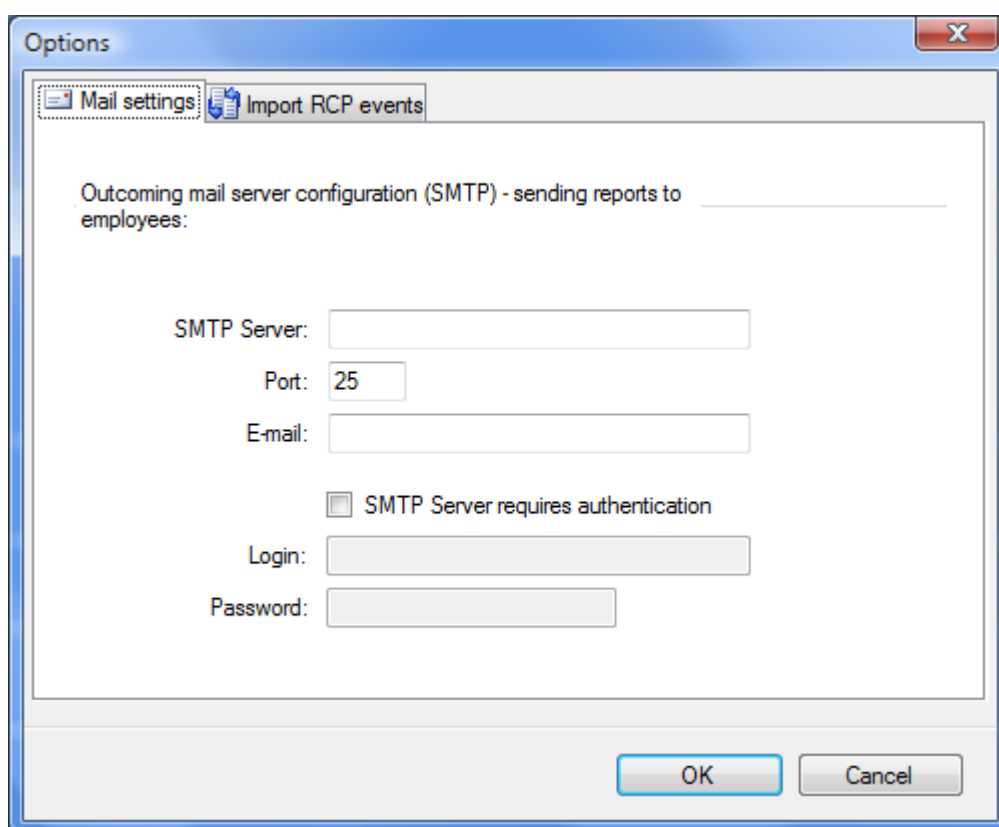 Options
Mail settings
Import RCP events
Outcoming mail server configuration (SMTP) - sending reports to
employees:
SMTP Server:
Port: 25
E-mail:
SMTP Server requires authentication
Login:
Password:
OK Cancel